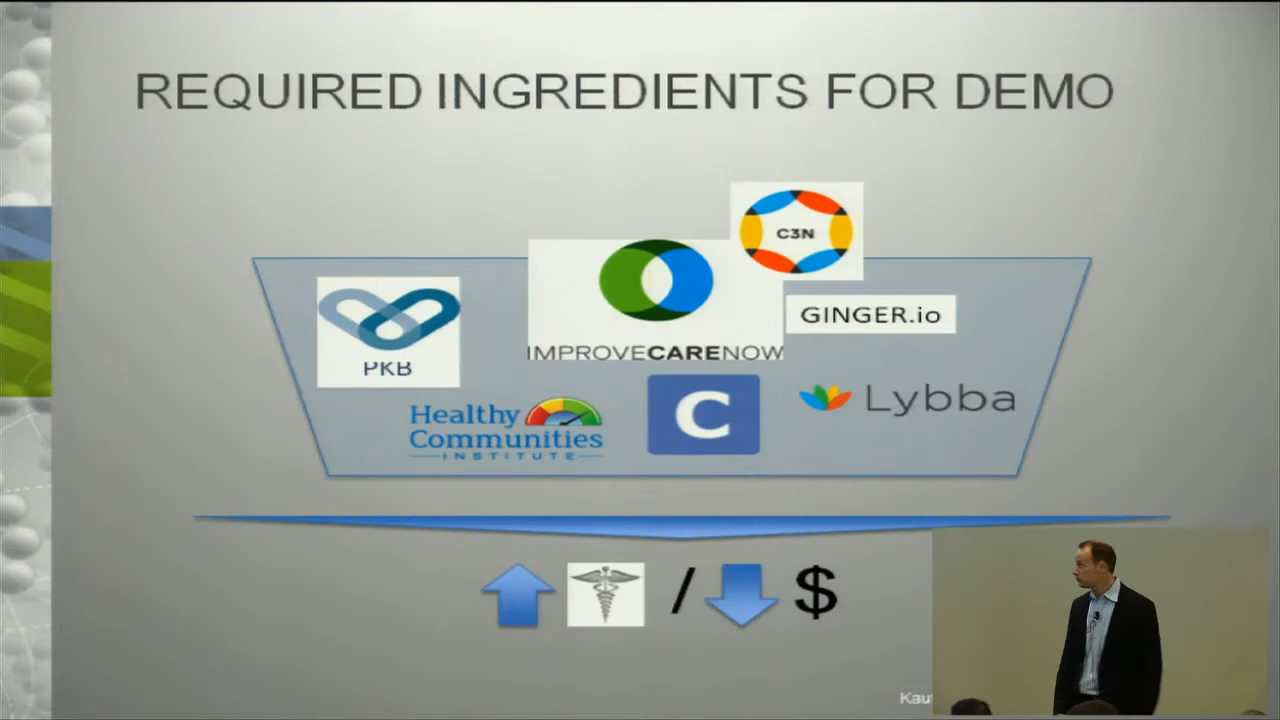 REQUIRED INGREDIENTS FOR DEMO
C3N
PKB
IMPROVECARENOW
GINGER.io
Healthy
Communities
INSTITUTE
C
Lybba
/ $